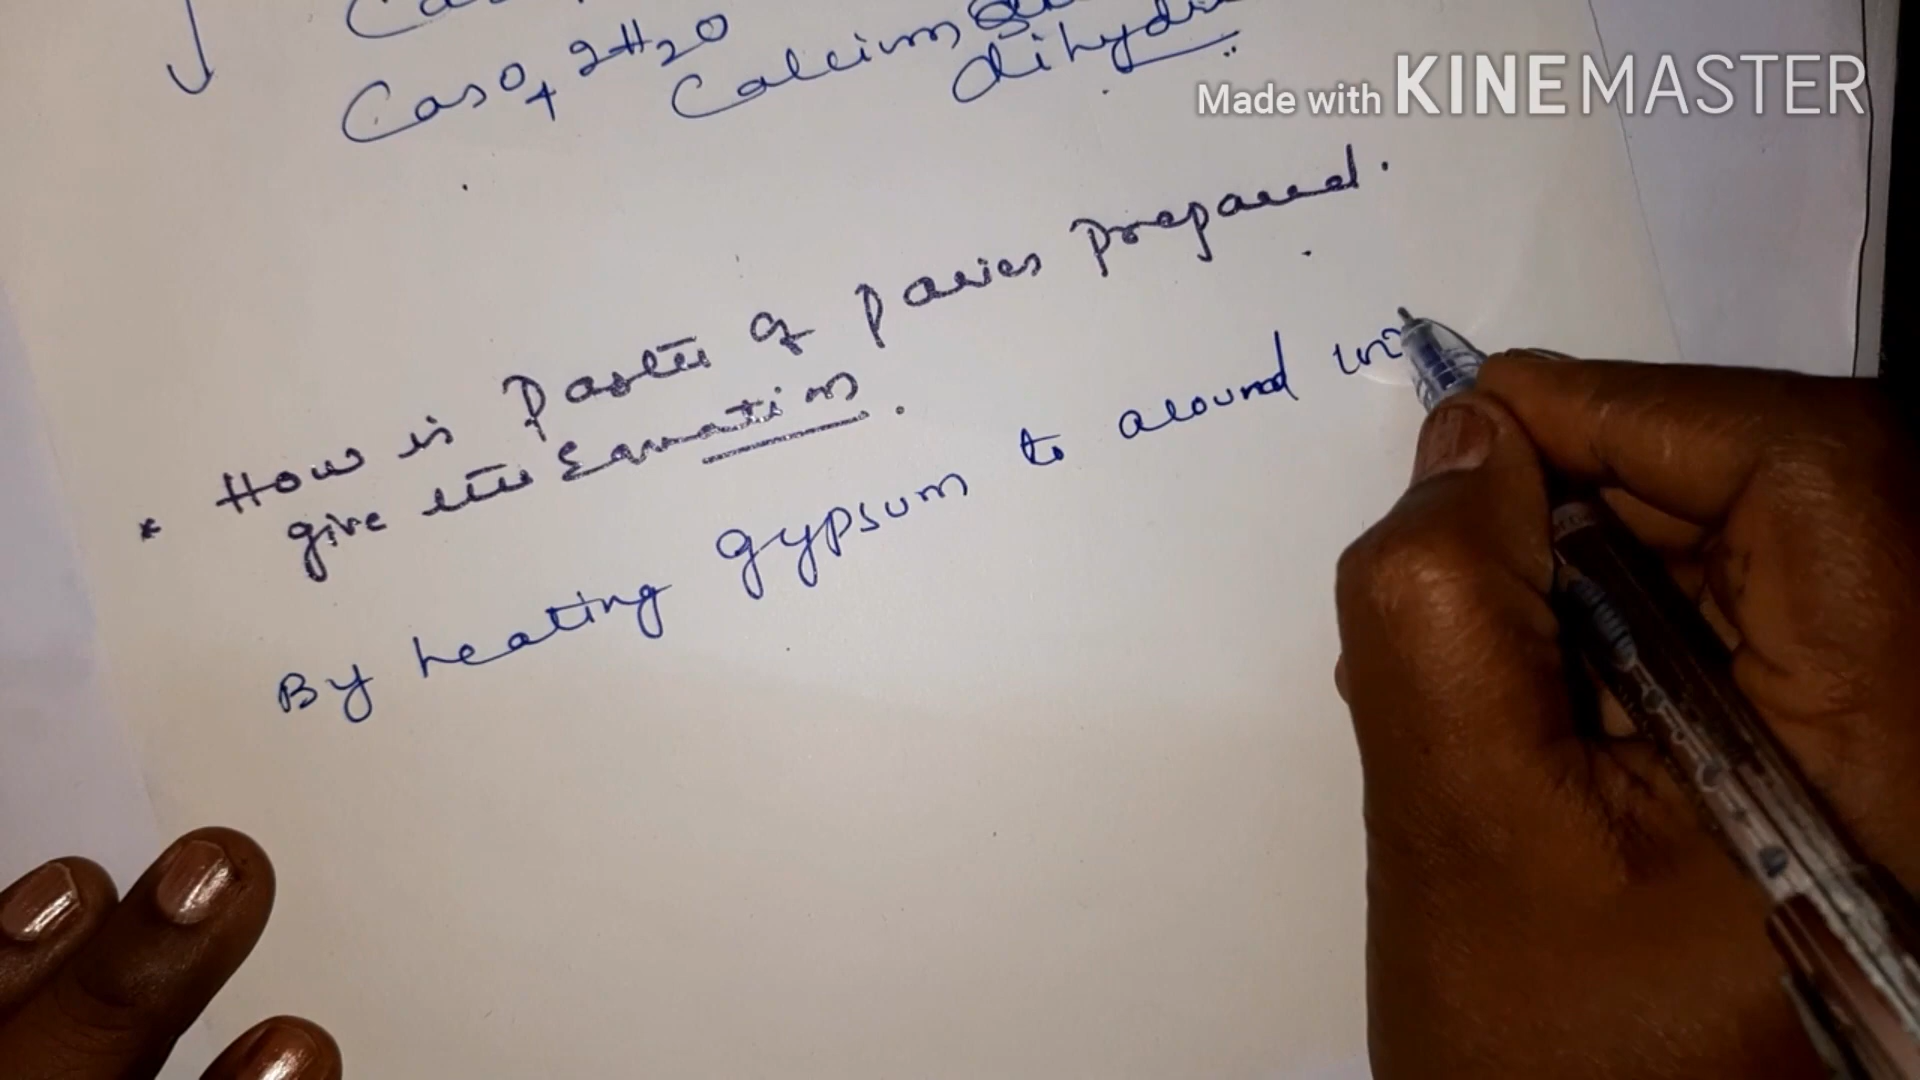 CaSO4 2H2O Calcium
dihyd
Made with KINEMASTER
* How is Paster of paries prepared.
give the Equation.
By heating gypsum to around